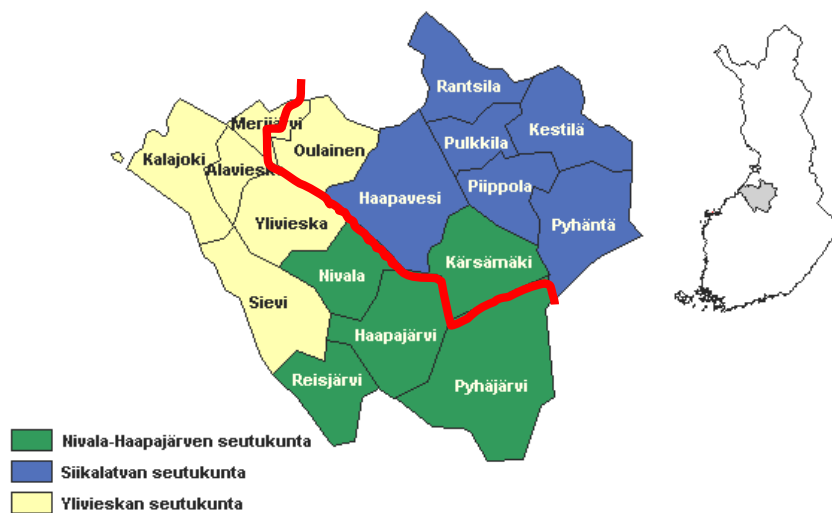 Rantsila
Merijärvi
Pulkkila
Kestilä
Kalajoki
Oulainen
Alavieska
Haapavesi
Piippola
Ylivieska
Pyhäntä
Kärsämäki
Nivala
Sievi
Haapajärvi
Reisjärvi
Pyhäjärvi
Nivala-Haapajärven seutukunta
Siikalatvan seutukunta
Ylivieskan seutukunta